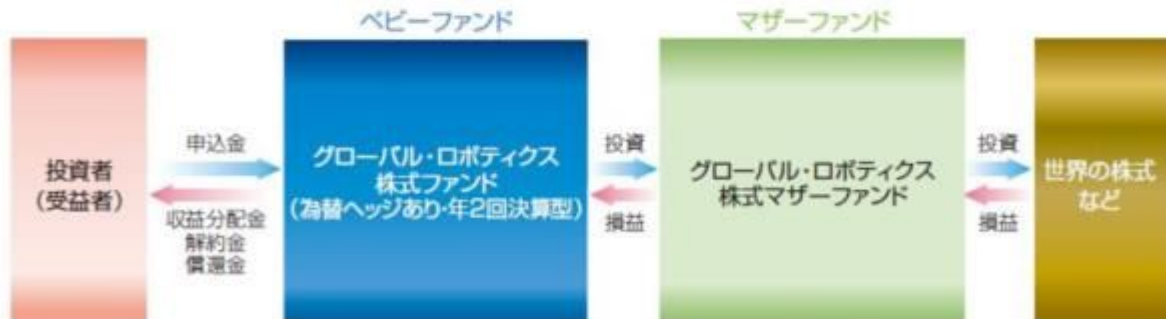 ベビーファンド
マザーファンド
投資者
(受益者)
申込金
収益分配金
解約金
償還金
グローバル・ロボティクス
株式ファンド
(為替ヘッジあり・年2回決算型)
投資
損益
グローバル・ロボティクス
株式マザーファンド
投資
損益
世界の株式
など